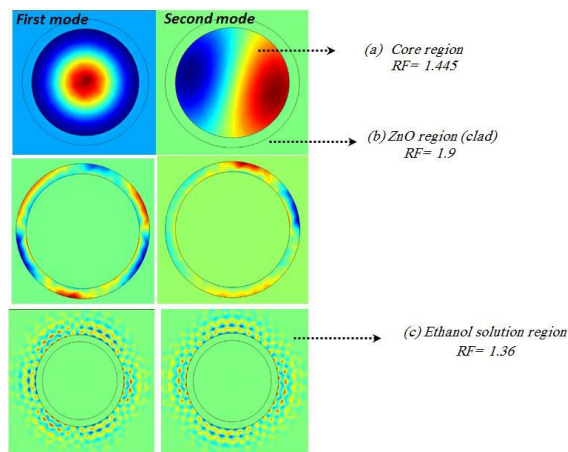 First mode
Second mode
(a) Core region
RF= 1.445
(b) ZnO region (clad)
RF= 1.9
(c) Ethanol solution region
RF= 1.36